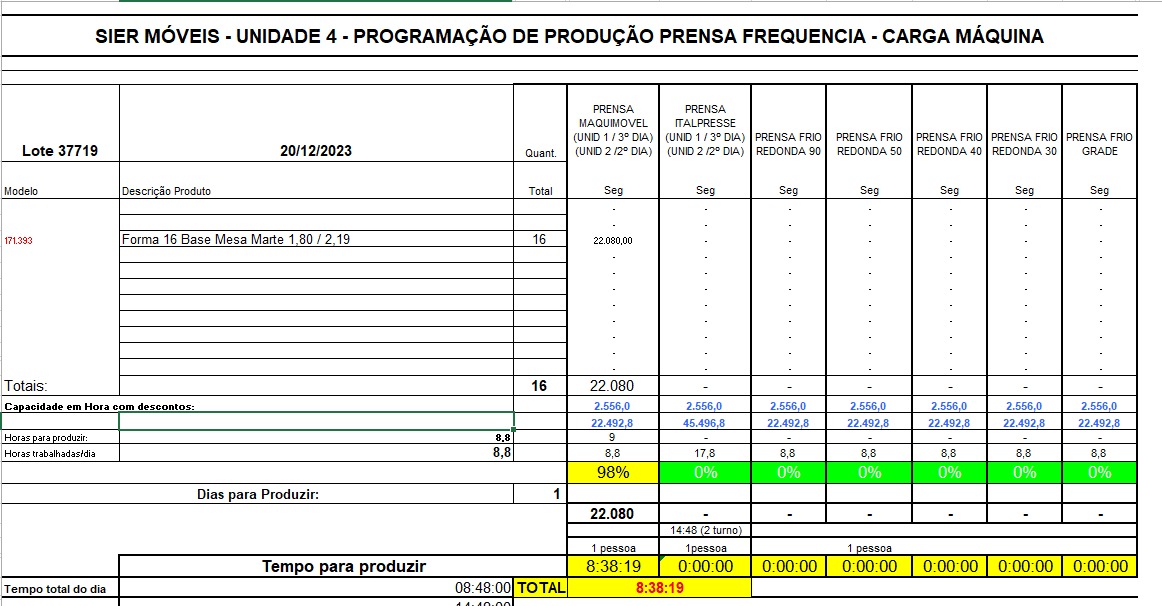 SIER MÓVEIS - UNIDADE 4 - PROGRAMAÇÃO DE PRODUÇÃO PRENSA FREQUENCIA - CARGA MÁQUINA
Lote 37719 20/12/2023 Quant.
PRENSA MAQUIMOVEL (UNID 1 / 3º DIA) (UNID 2 /2º DIA)
PRENSA ITALPRESSE (UNID 1 / 3º DIA) (UNID 2 /2º DIA)
PRENSA FRIO REDONDA 90
PRENSA FRIO REDONDA 50
PRENSA FRIO REDONDA 40
PRENSA FRIO REDONDA 30
PRENSA FRIO GRADE
Modelo Descrição Produto Total Seg Seg Seg Seg Seg Seg Seg
- - - - - - -
- - - - - - -
171.393 Forma 16 Base Mesa Marte 1,80 / 2,19 16 22.080,00 - - - - - -
- - - - - - -
- - - - - - -
- - - - - - -
- - - - - - -
- - - - - - -
- - - - - - -
- - - - - - -
- - - - - - -
Totais: 16 22.080 - - - - - -
Capacidade em Hora com descontos: 2.556,0 2.556,0 2.556,0 2.556,0 2.556,0 2.556,0 2.556,0
22.492,8 45.496,8 22.492,8 22.492,8 22.492,8 22.492,8 22.492,8
Horas para produzir: 8,8 9 - - - - - -
Horas trabalhadas/dia 8,8 8,8 17,8 8,8 8,8 8,8 8,8 8,8
98% 0% 0% 0% 0% 0% 0%
Dias para Produzir: 1
22.080 - - - - - -
14:48 (2 turno)
1 pessoa 1pessoa 1 pessoa
Tempo para produzir 8:38:19 0:00:00 0:00:00 0:00:00 0:00:00 0:00:00 0:00:00
Tempo total do dia 08:48:00 TOTAL 8:38:19